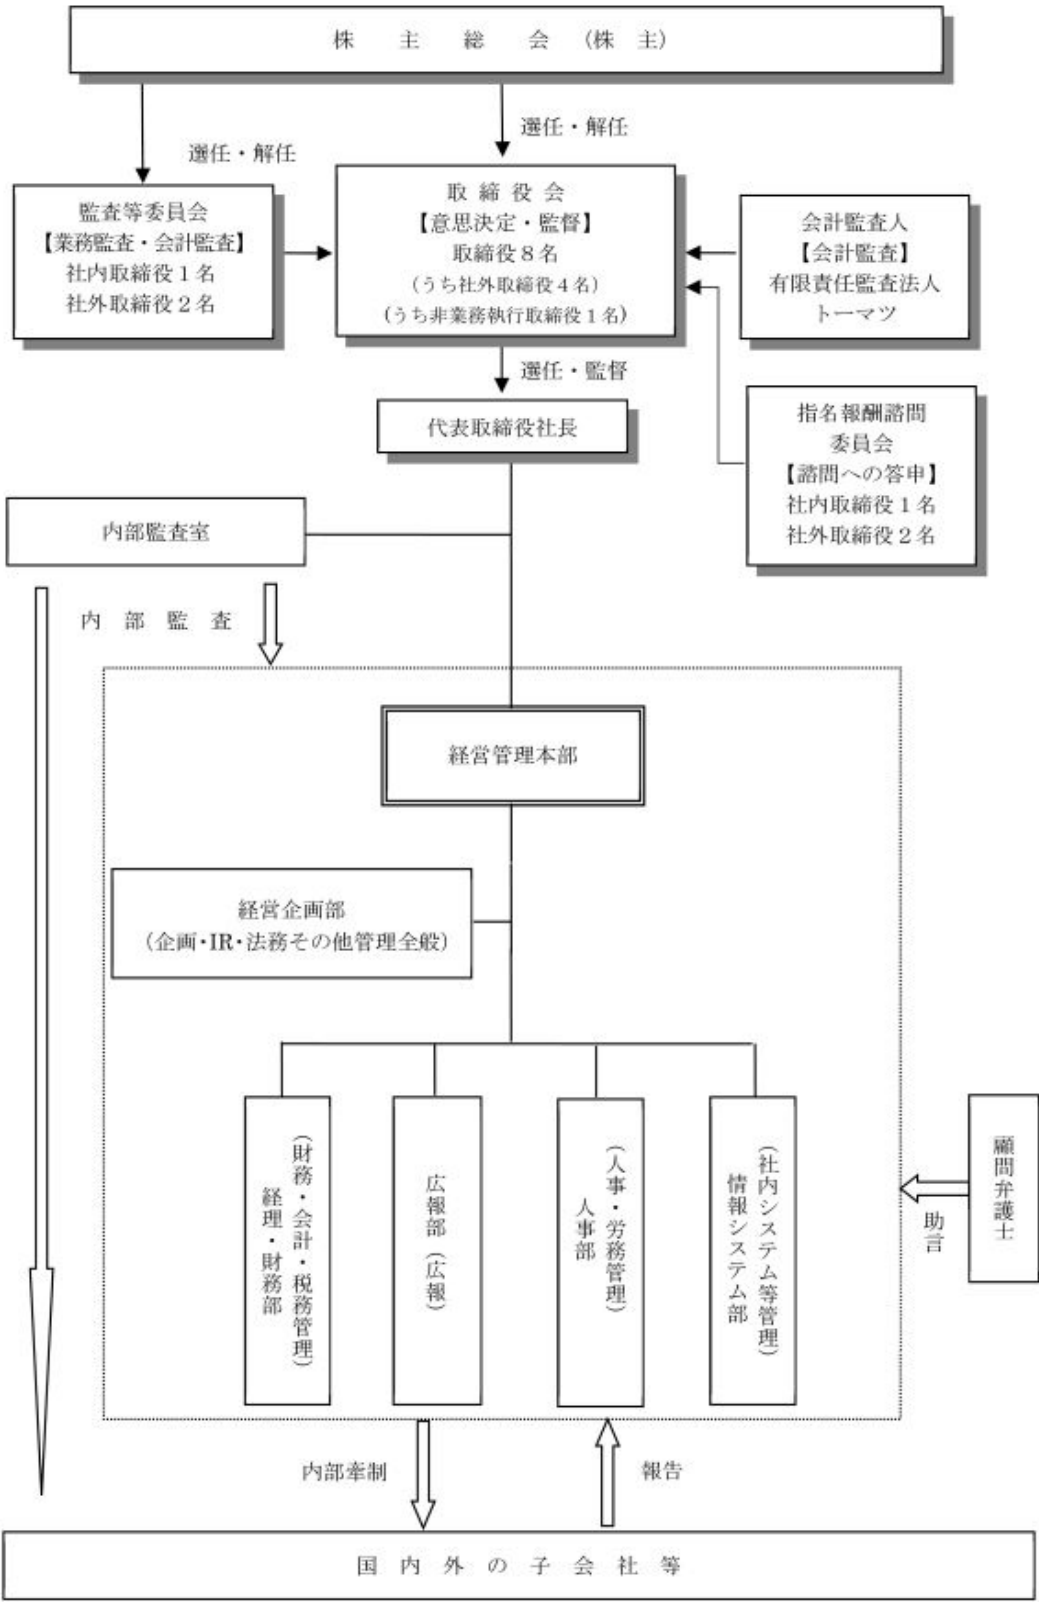 株 主 総 会 (株 主)
選任・解任
選任・解任
監査等委員会
【業務監査・会計監査】
社内取締役1名
社外取締役2名
取 締 役 会
【意思決定・監督】
取締役8名
(うち社外取締役4名)
(うち非業務執行取締役1名)
会計監査人
【会計監査】
有限責任監査法人
トーマツ
選任・監督
代表取締役社長
指名報酬諮問
委員会
【諮問への答申】
社内取締役1名
社外取締役2名
内部監査室
内 部 監 査
経営管理本部
経営企画部
(企画・IR・法務その他管理全般)
(財務・会計・税務管理)
経理・財務部
広報部(広報)
(人事・労務管理)
人事部
(社内システム等管理)
情報システム部
顧問弁護士
助言
内部牽制
報告
国 内 外 の 子 会 社 等